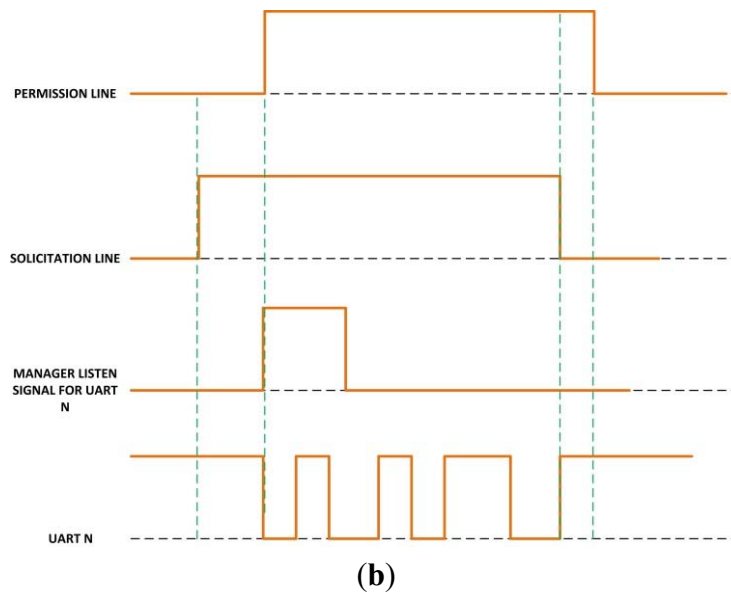 PERMISSION LINE
SOLICITATION LINE
MANAGER LISTEN
SIGNAL FOR UART
N
UART N
(b)